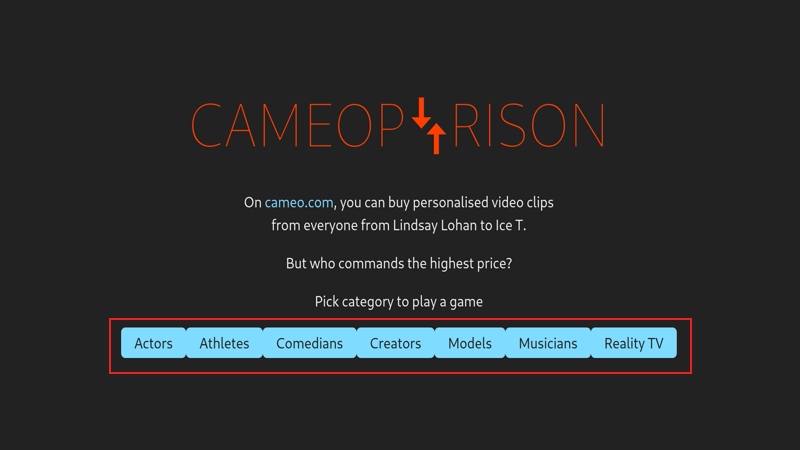 CAMEOP RISON
On cameo.com, you can buy personalised video clips
from everyone from Lindsay Lohan to Ice T.
But who commands the highest price?
Pick category to play a game
Actors Athletes Comedians Creators Models Musicians Reality TV